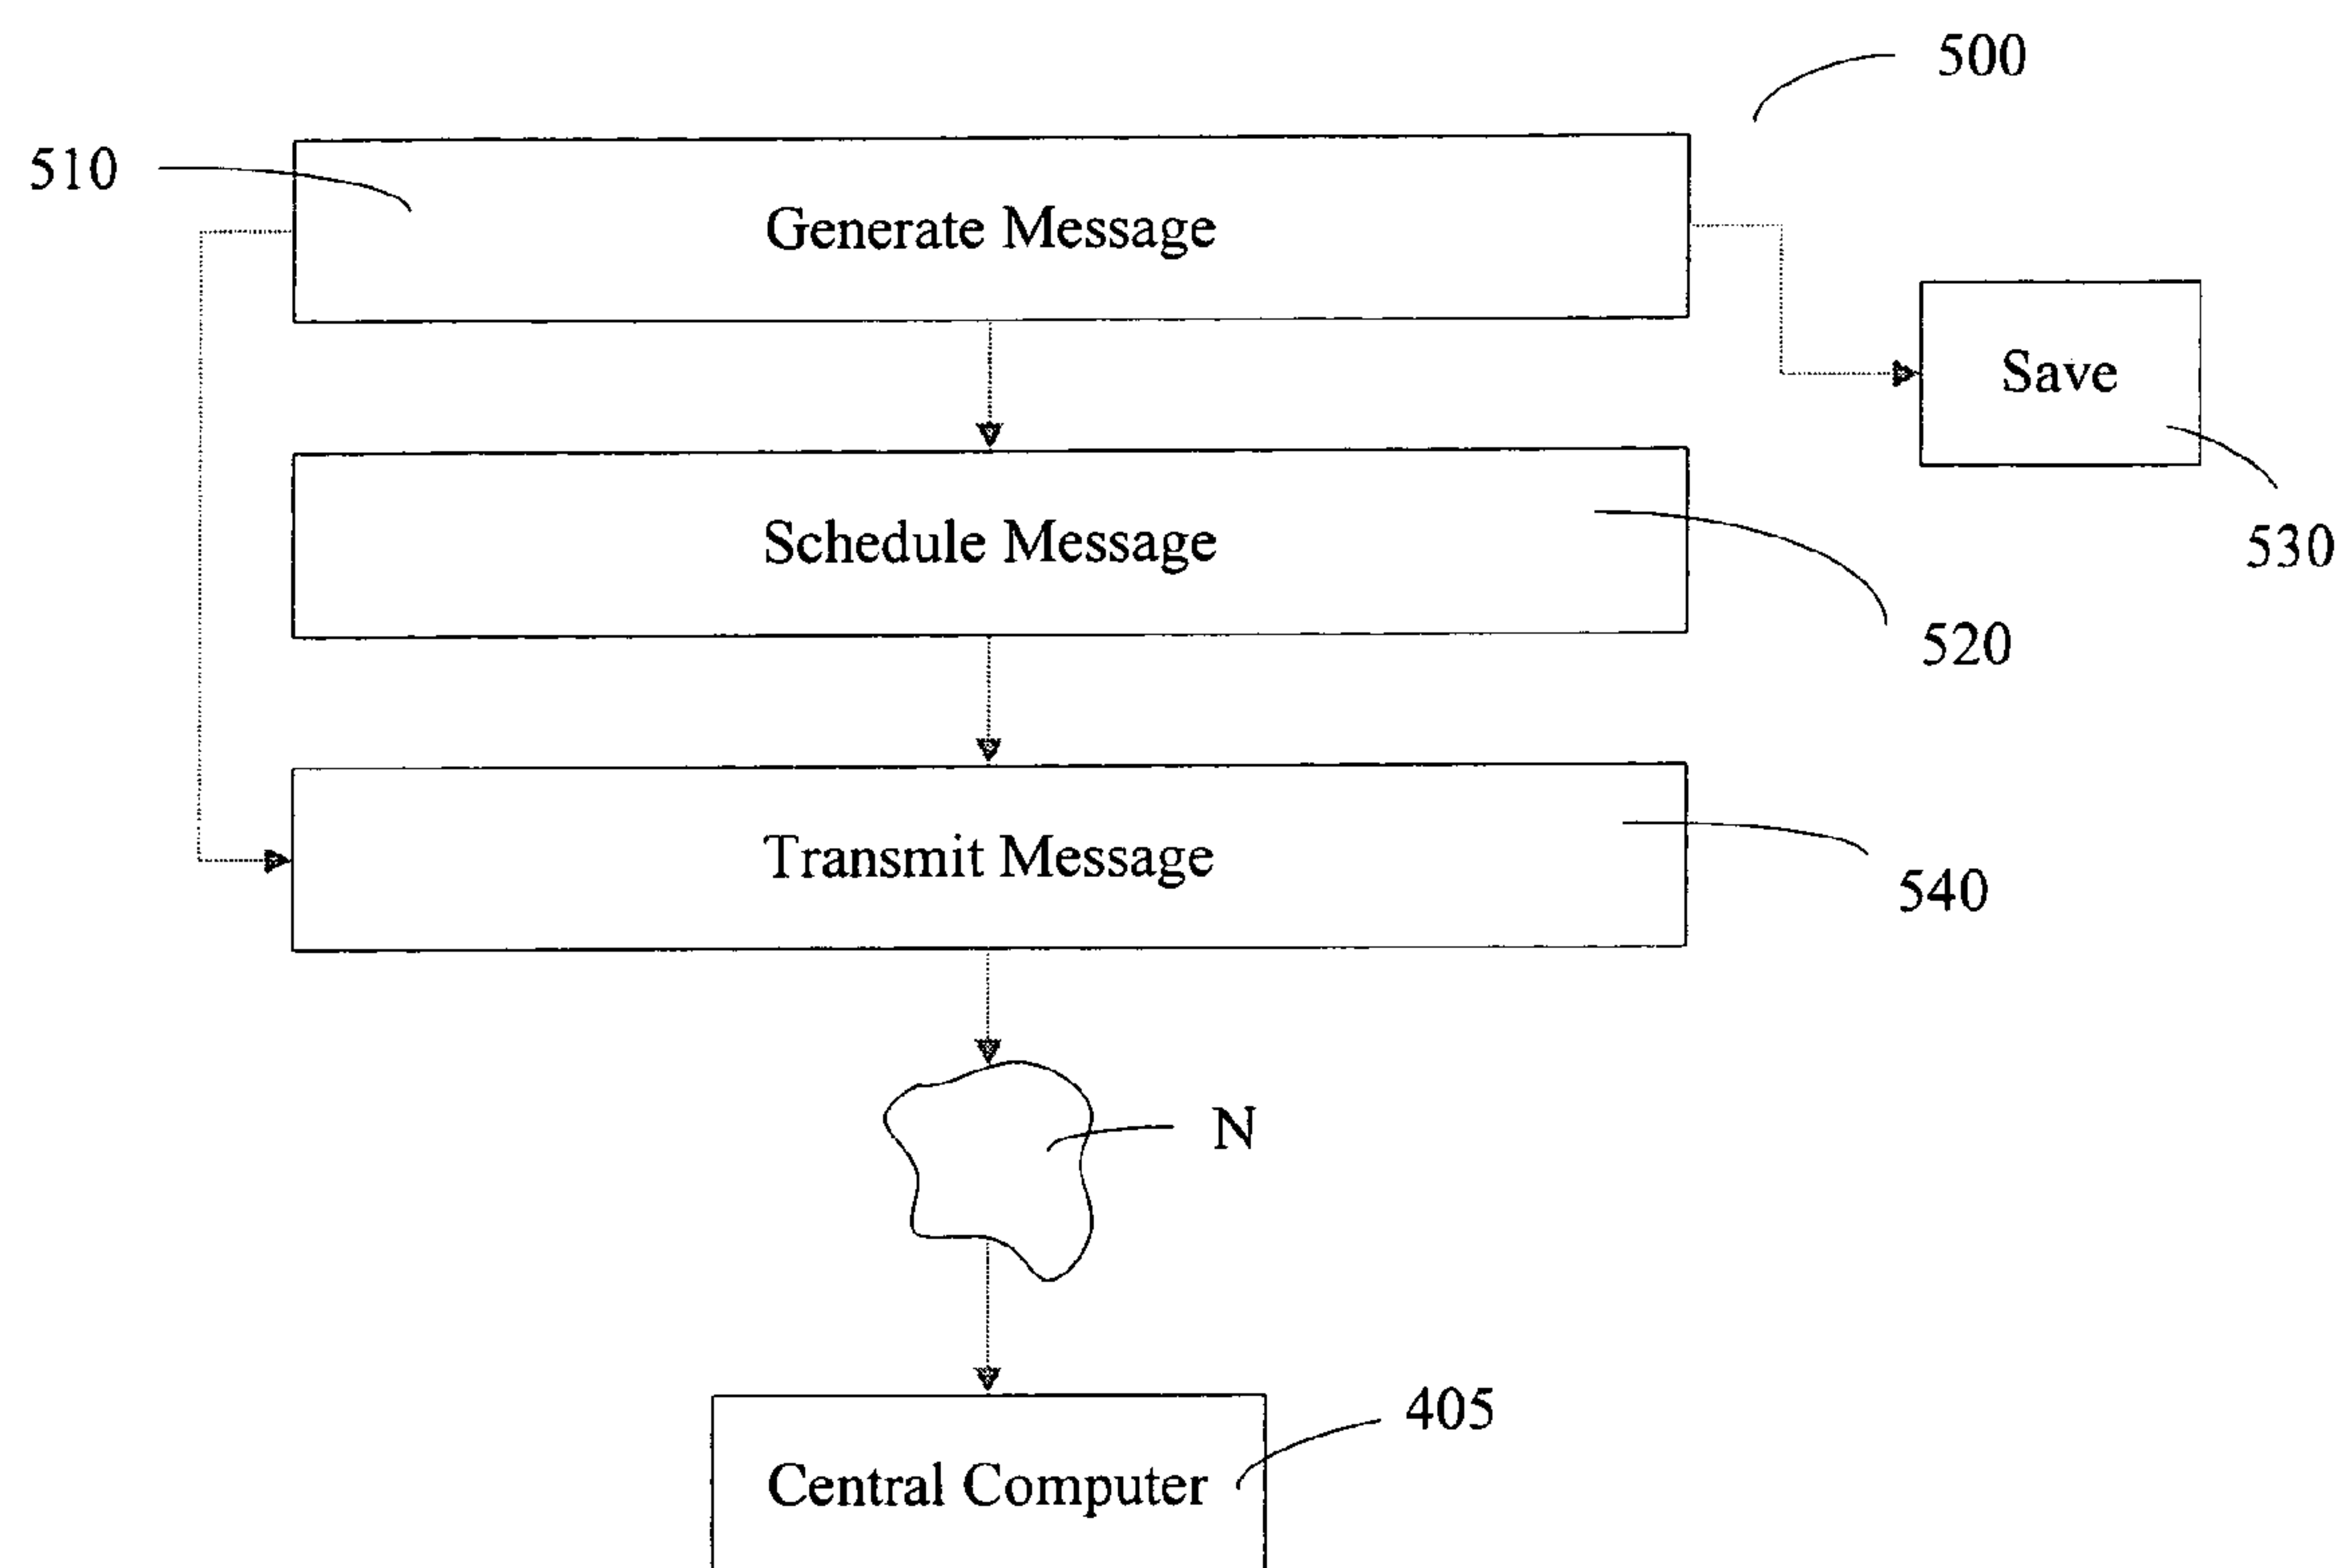 500
510
Generate Message
Save
530
Schedule Message
520
Transmit Message
540
N
405
Central Computer